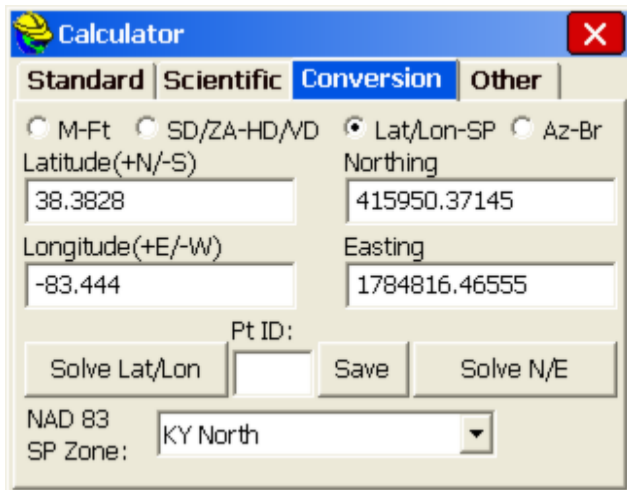 Calculator
Standard Scientific Conversion Other
M-Ft SD/ZA-HD/VD Lat/Lon-SP Az-Br
Latitude(+N/-S) Northing
38.3828 415950.37145
Longitude(+E/-W) Easting
-83.444 1784816.46555
Pt ID:
Solve Lat/Lon Save Solve N/E
NAD 83
SP Zone: KY North